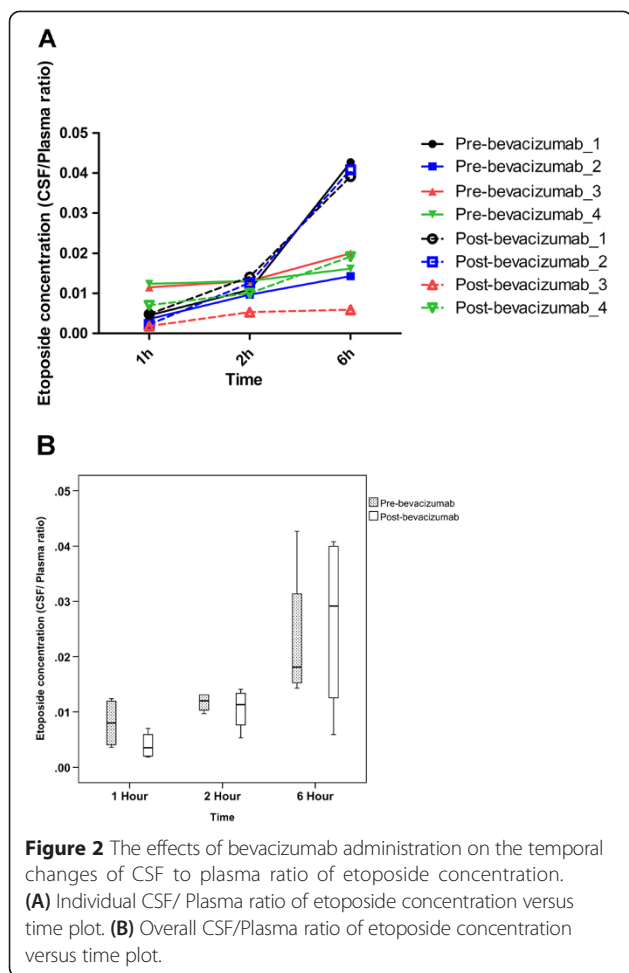 A
Etoposide concentration (CSF/Plasma ratio)
0.05
0.04
0.03
0.02
0.01
0.00
1h
2h
6h
Time
Pre-bevacizumab_1
Pre-bevacizumab_2
Pre-bevacizumab_3
Pre-bevacizumab_4
Post-bevacizumab_1
Post-bevacizumab_2
Post-bevacizumab_3
Post-bevacizumab_4
B
Etoposide concentration (CSF/ Plasma ratio)
.05
.04
.03
.02
.01
.00
1 Hour
2 Hour
6 Hour
Time
Pre-bevacizumab
Post-bevacizumab
Figure 2 The effects of bevacizumab administration on the temporal
changes of CSF to plasma ratio of etoposide concentration.
(A) Individual CSF/ Plasma ratio of etoposide concentration versus
time plot. (B) Overall CSF/Plasma ratio of etoposide concentration
versus time plot.